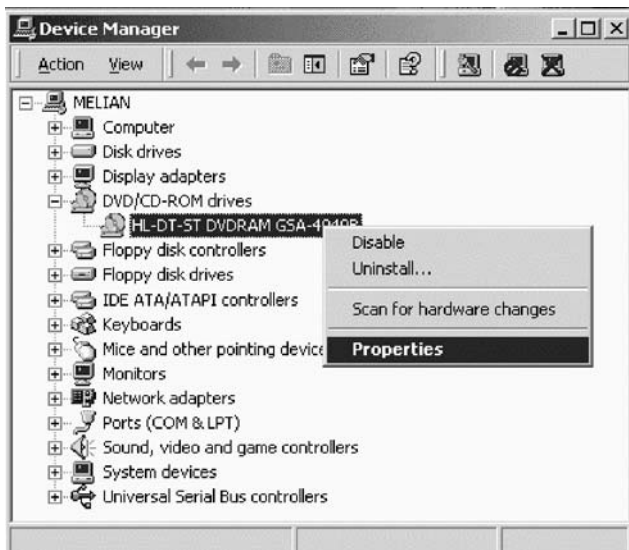 Device Manager
Action View
MELIAN
Computer
Disk drives
Display adapters
DVD/CD-ROM drives
HL-DT-ST DVDRAM GSA-4040B
Floppy disk controllers
Floppy disk drives
IDE ATA/ATAPI controllers
Keyboards
Mice and other pointing device
Monitors
Network adapters
Ports (COM & LPT)
Sound, video and game controllers
System devices
Universal Serial Bus controllers
Disable
Uninstall...
Scan for hardware changes
Properties